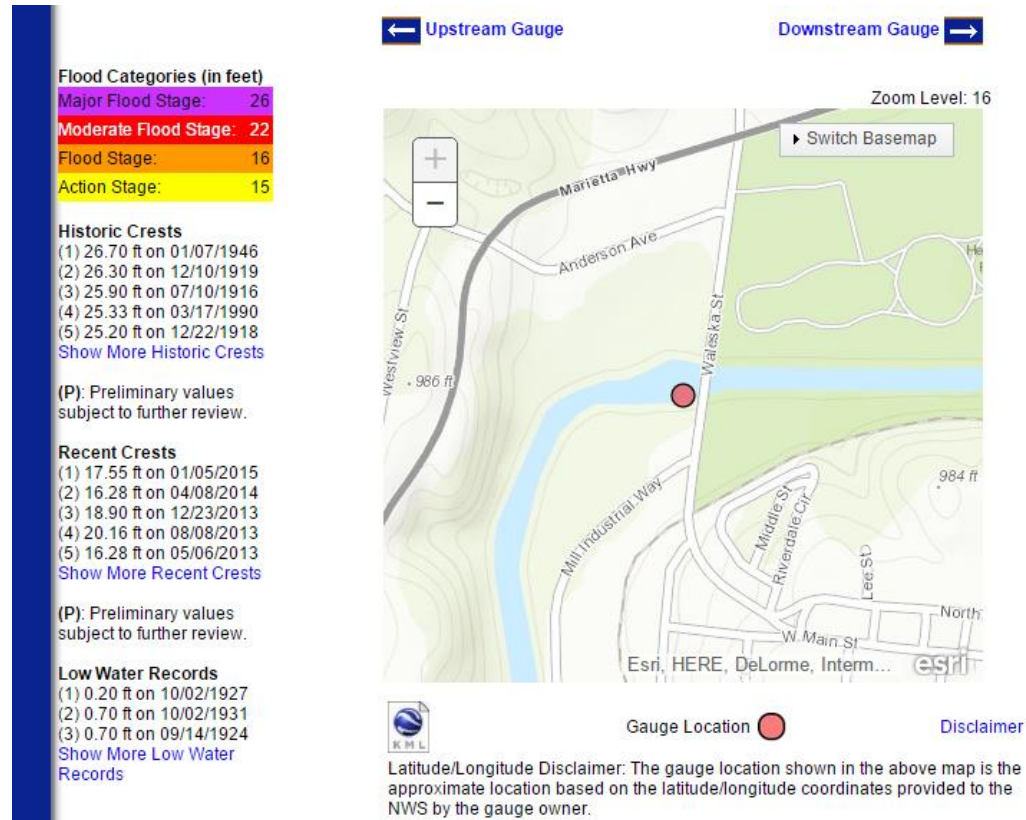 Upstream Gauge
Downstream Gauge
Flood Categories (in feet)
Major Flood Stage: 26
Moderate Flood Stage: 22
Flood Stage: 16
Action Stage: 15
Historic Crests
(1) 26.70 ft on 01/07/1946
(2) 26.30 ft on 12/10/1919
(3) 25.90 ft on 07/10/1916
(4) 25.33 ft on 03/17/1990
(5) 25.20 ft on 12/22/1918
Show More Historic Crests
(P): Preliminary values
subject to further review.
Recent Crests
(1) 17.55 ft on 01/05/2015
(2) 16.28 ft on 04/08/2014
(3) 18.90 ft on 12/23/2013
(4) 20.16 ft on 08/08/2013
(5) 16.28 ft on 05/06/2013
Show More Recent Crests
(P): Preliminary values
subject to further review.
Low Water Records
(1) 0.20 ft on 10/02/1927
(2) 0.70 ft on 10/02/1931
(3) 0.70 ft on 09/14/1924
Show More Low Water
Records
Zoom Level: 16
+
−
Switch Basemap
Marietta Hwy
Anderson Ave
Waleska St
Westview St
986 ft
984 ft
Mill Industrial Way
Middle St
Riverdale Cir
Lee St
North
W Main St
Esri, HERE, DeLorme, Interm...
esri
KML
Gauge Location
Disclaimer
Latitude/Longitude Disclaimer: The gauge location shown in the above map is the
approximate location based on the latitude/longitude coordinates provided to the
NWS by the gauge owner.